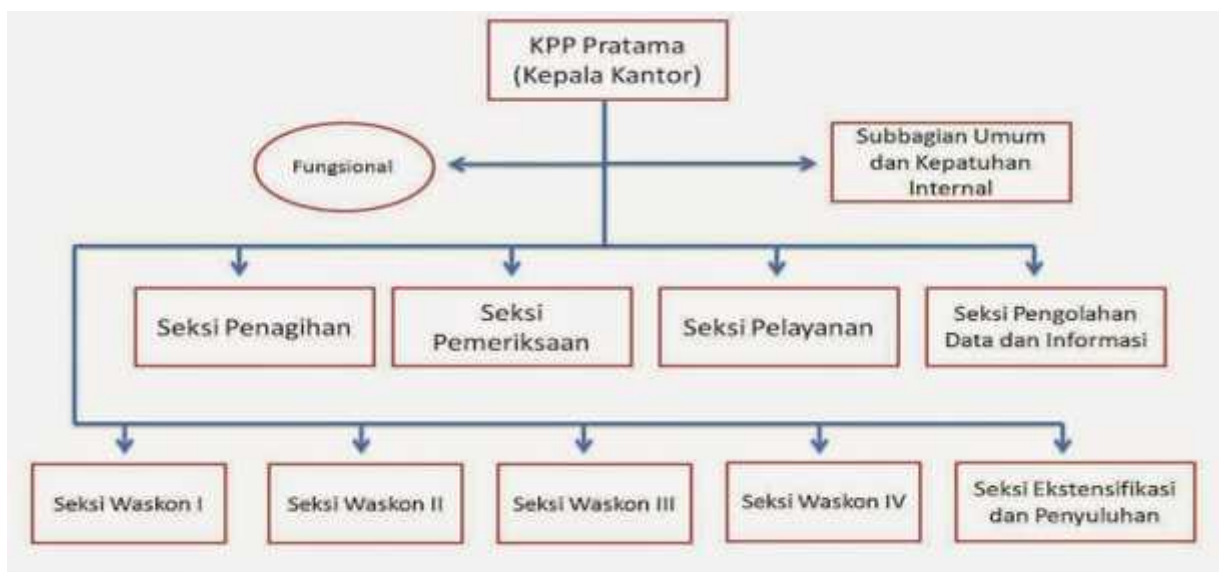 KPP Pratama
(Kepala Kantor)
Fungsional
Subbagian Umum
dan Kepatuhan
Internal
Seksi Penagihan
Seksi
Pemeriksaan
Seksi Pelayanan
Seksi Pengolahan
Data dan Informasi
Seksi Waskon I
Seksi Waskon II
Seksi Waskon III
Seksi Waskon IV
Seksi Ekstensifikasi
dan Penyuluhan